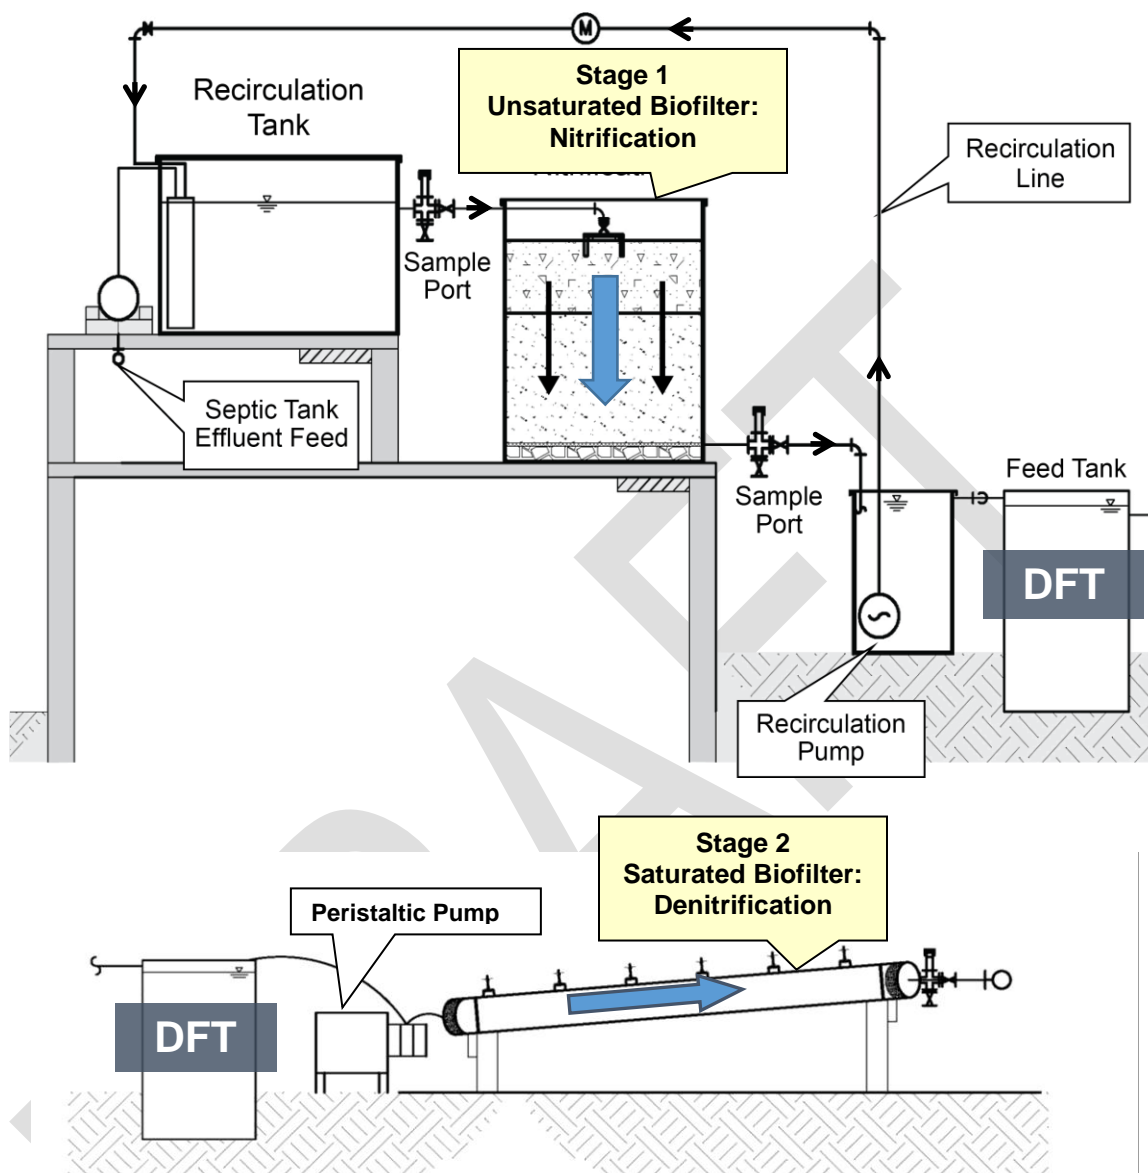 M
Stage 1
Unsaturated Biofilter:
Nitrification
Recirculation
Tank
Recirculation
Line
Sample
Port
Septic Tank
Effluent Feed
Sample
Port
Feed Tank
DFT
Recirculation
Pump
DRAFT
Stage 2
Saturated Biofilter:
Denitrification
Peristaltic Pump
DFT